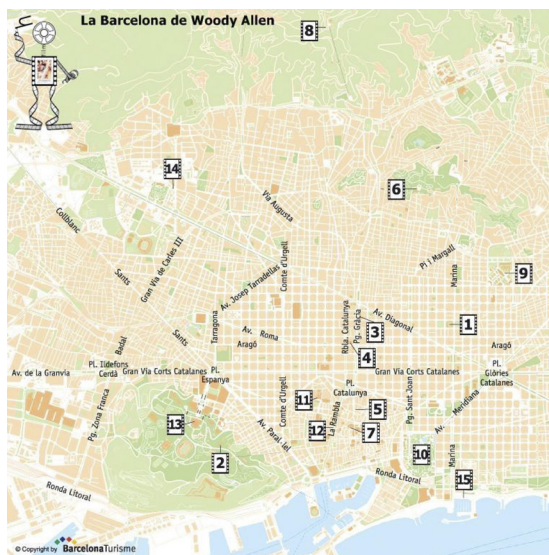 La Barcelona de Woody Allen
8
14
6
Via Augusta
Collblanc
Gran Via de Carles III
Pi i Margall
Marina
9
Sants
Comte d'Urgell
Av. Josep Tarradellas
Rbla. Catalunya
Pg. Gràcia
Av. Diagonal
1
3
Tarragona
Av. Roma
Sants
Badal
Aragó
4
Aragó
Pl. Ildefons
Cerdà
Av. de la Granvia
Gran Via Corts Catalanes
Pl.
Espanya
Gran Via Corts Catalanes
Pl.
Glòries
Catalanes
Pl.
Catalunya
Comte d'Urgell
11
La Rambla
5
Pg. Sant Joan
Av. Meridiana
Pg. Zona Franca
13
Av. Paral·lel
12
7
2
10
Marina
Ronda Litoral
15
Ronda Litoral
© Copyright by BarcelonaTurisme